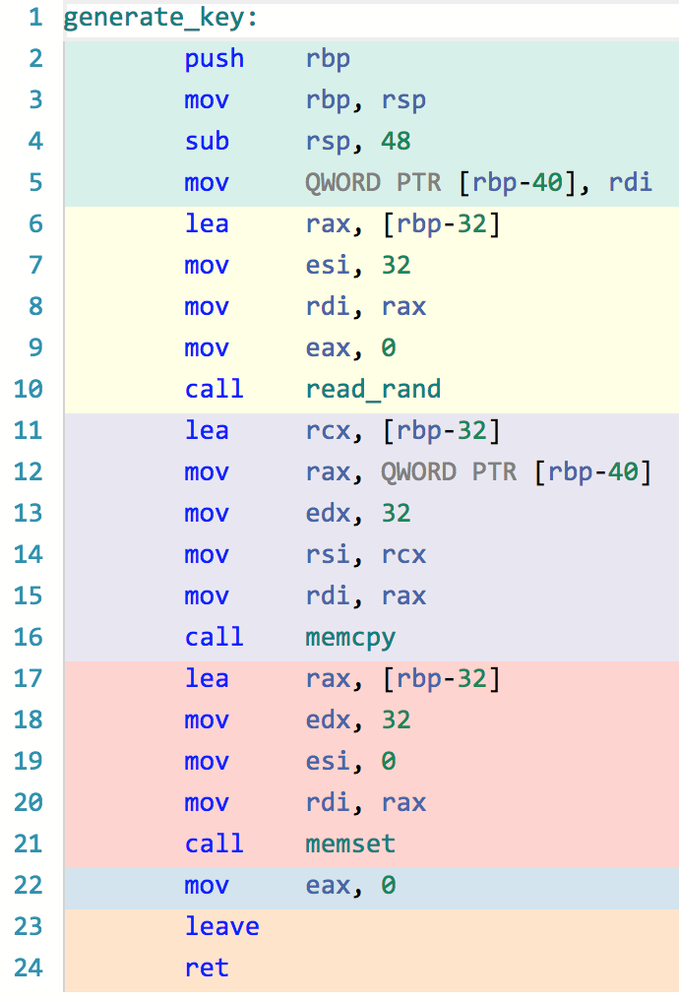 1 generate_key:
2 push rbp
3 mov rbp, rsp
4 sub rsp, 48
5 mov QWORD PTR [rbp-40], rdi
6 lea rax, [rbp-32]
7 mov esi, 32
8 mov rdi, rax
9 mov eax, 0
10 call read_rand
11 lea rcx, [rbp-32]
12 mov rax, QWORD PTR [rbp-40]
13 mov edx, 32
14 mov rsi, rcx
15 mov rdi, rax
16 call memcpy
17 lea rax, [rbp-32]
18 mov edx, 32
19 mov esi, 0
20 mov rdi, rax
21 call memset
22 mov eax, 0
23 leave
24 ret